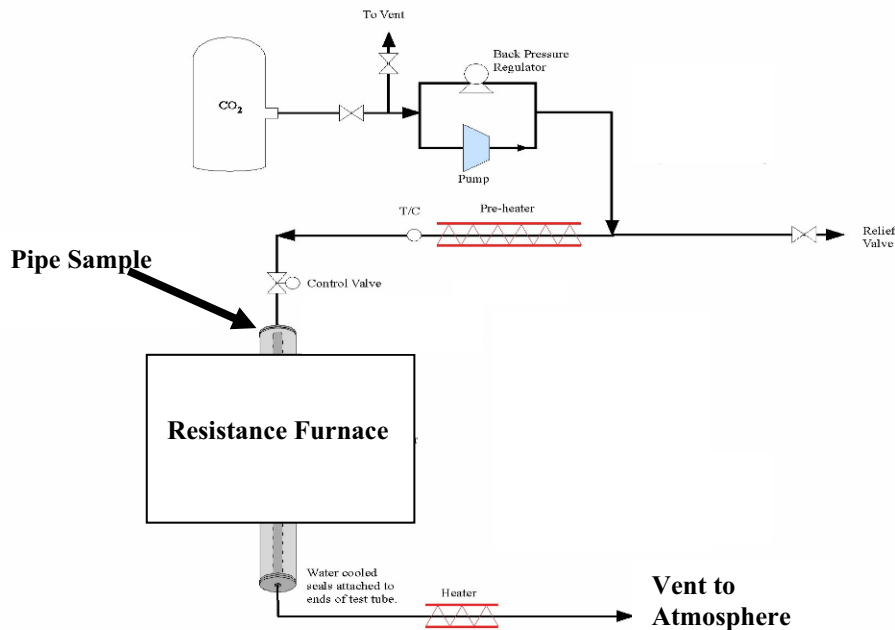 To Vent
Back Pressure
Regulator
CO2
Pump
T/C
Pre-heater
Relief
Valve
Pipe Sample
Control Valve
Resistance Furnace
Water cooled
seals attached to
ends of test tube.
Heater
Vent to
Atmosphere